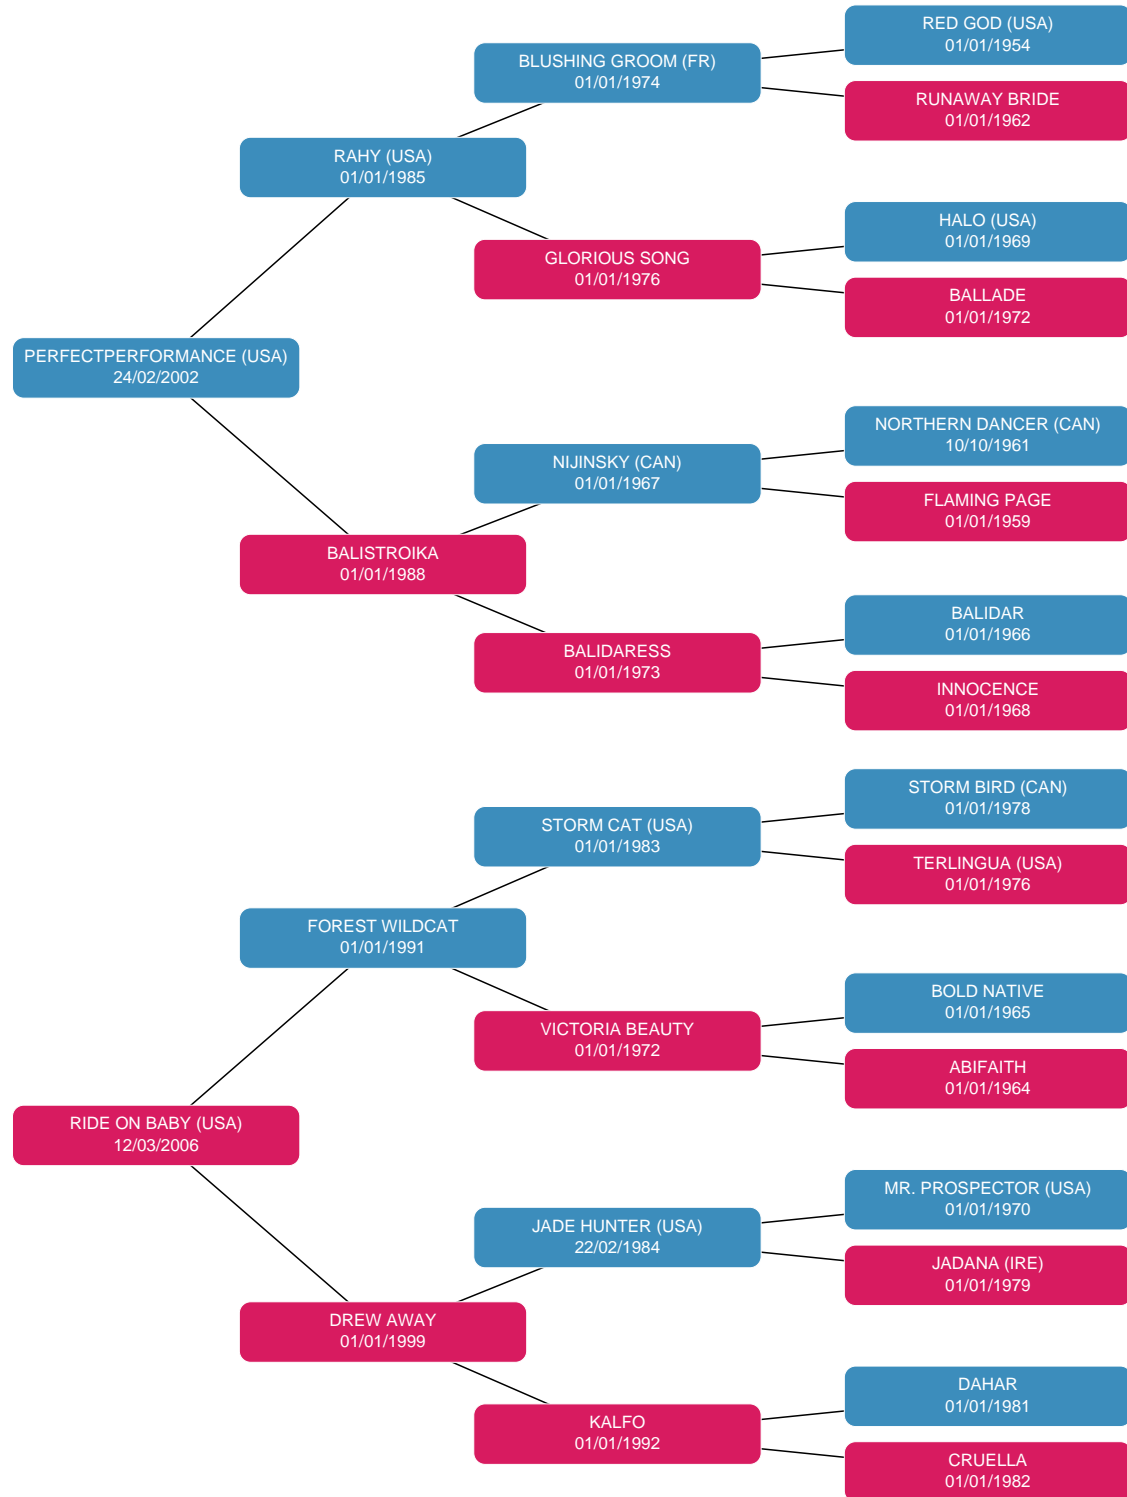 RED GOD (USA)
01/01/1954
BLUSHING GROOM (FR)
01/01/1974
RUNAWAY BRIDE
01/01/1962
RAHY (USA)
01/01/1985
HALO (USA)
01/01/1969
GLORIOUS SONG
01/01/1976
BALLADE
01/01/1972
PERFECTPERFORMANCE (USA)
24/02/2002
NORTHERN DANCER (CAN)
10/10/1961
NIJINSKY (CAN)
01/01/1967
FLAMING PAGE
01/01/1959
BALISTROIKA
01/01/1988
BALIDAR
01/01/1966
BALIDARESS
01/01/1973
INNOCENCE
01/01/1968
STORM BIRD (CAN)
01/01/1978
STORM CAT (USA)
01/01/1983
TERLINGUA (USA)
01/01/1976
FOREST WILDCAT
01/01/1991
BOLD NATIVE
01/01/1965
VICTORIA BEAUTY
01/01/1972
ABIFAITH
01/01/1964
RIDE ON BABY (USA)
12/03/2006
MR. PROSPECTOR (USA)
01/01/1970
JADE HUNTER (USA)
22/02/1984
JADANA (IRE)
01/01/1979
DREW AWAY
01/01/1999
DAHAR
01/01/1981
KALFO
01/01/1992
CRUELLA
01/01/1982